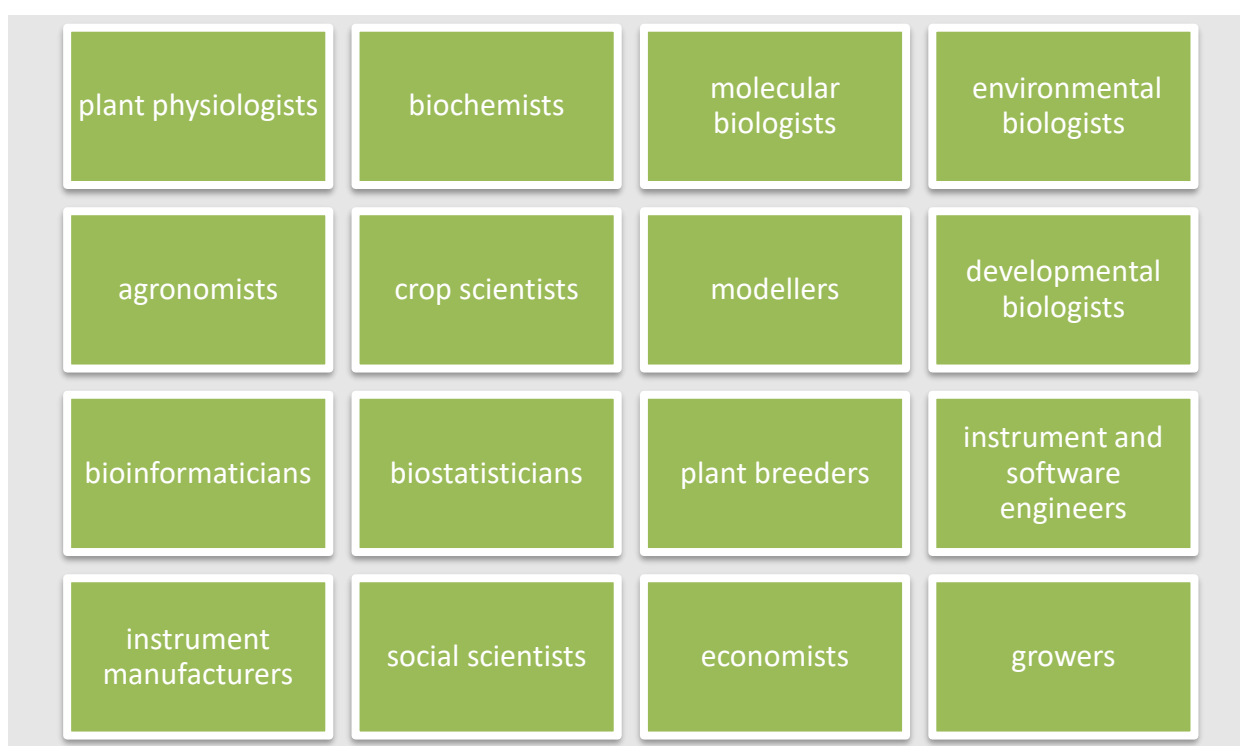 plant physiologists
biochemists
molecular
biologists
environmental
biologists
agronomists
crop scientists
modellers
developmental
biologists
bioinformaticians
biostatisticians
plant breeders
instrument and
software
engineers
instrument
manufacturers
social scientists
economists
growers